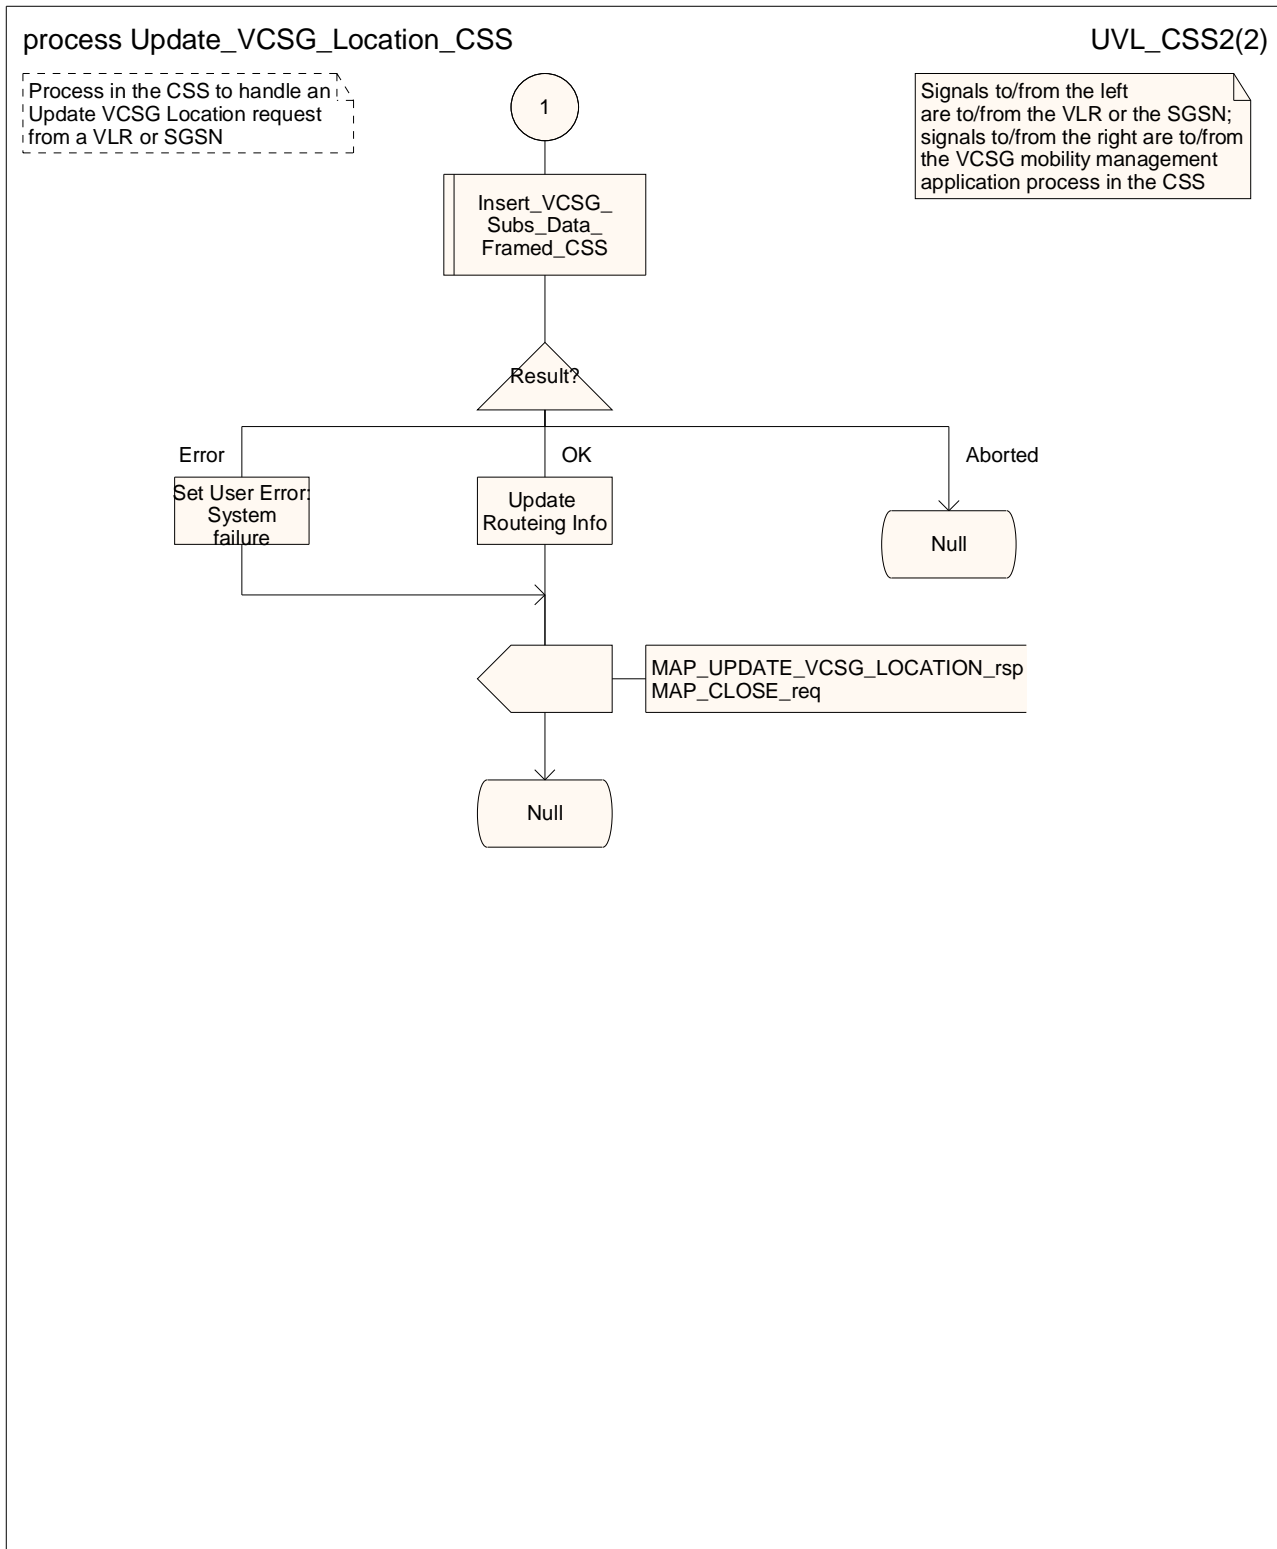 process Update_VCSG_Location_CSS
UVL_CSS2(2)
Process in the CSS to handle an
Update VCSG Location request
from a VLR or SGSN
1
Signals to/from the left
are to/from the VLR or the SGSN;
signals to/from the right are to/from
the VCSG mobility management
application process in the CSS
Insert_VCSG_
Subs_Data_
Framed_CSS
Result?
Error
OK
Aborted
Set User Error:
System
failure
Update
Routeing Info
Null
MAP_UPDATE_VCSG_LOCATION_rsp
MAP_CLOSE_req
Null